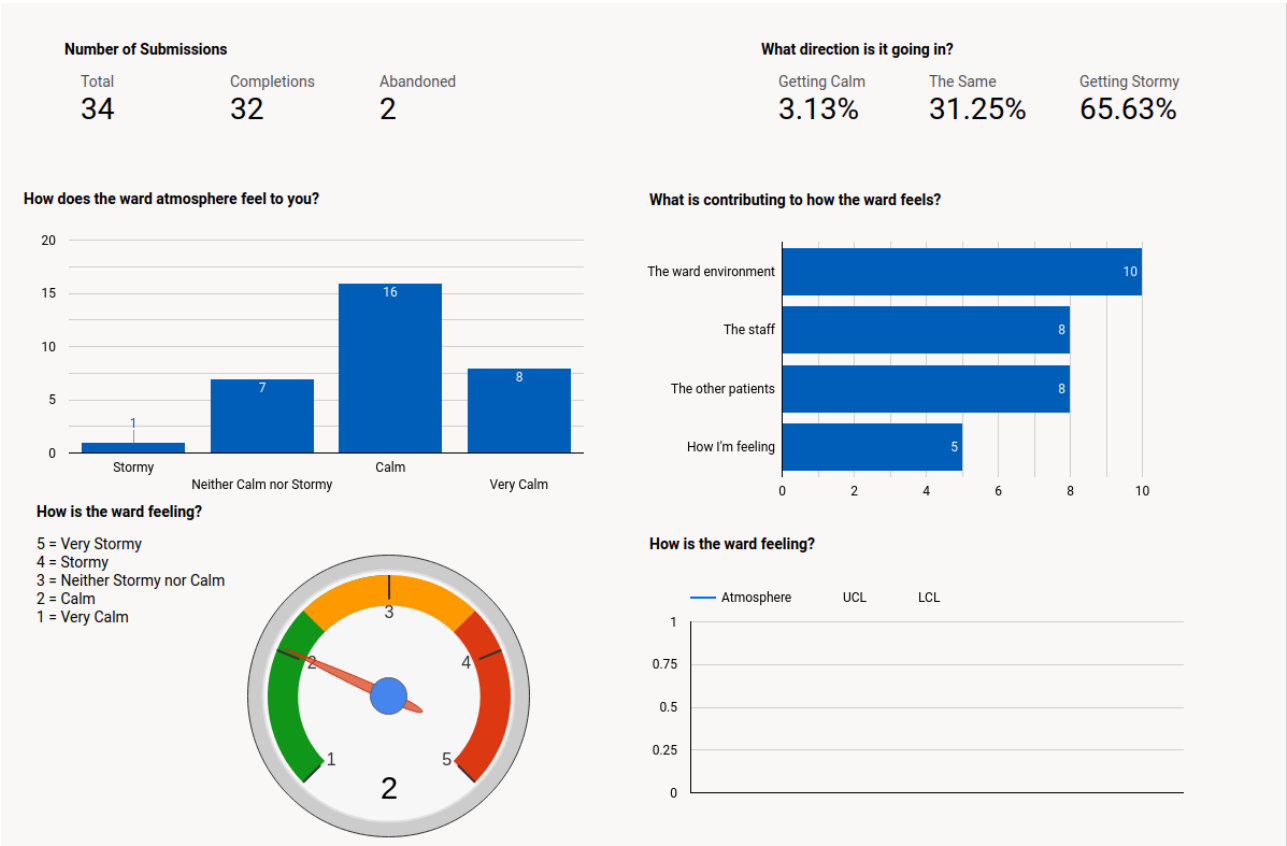 Number of Submissions
Total Completions Abandoned
34 32 2
What direction is it going in?
Getting Calm The Same Getting Stormy
3.13% 31.25% 65.63%
How does the ward atmosphere feel to you?
20
15
10
5
0
1
7
16
8
Stormy
Neither Calm nor Stormy
Calm
Very Calm
What is contributing to how the ward feels?
The ward environment 10
The staff 8
The other patients 8
How I'm feeling 5
0 2 4 6 8 10
How is the ward feeling?
5 = Very Stormy
4 = Stormy
3 = Neither Stormy nor Calm
2 = Calm
1 = Very Calm
1
2
3
4
5
2
How is the ward feeling?
Atmosphere UCL LCL
1
0.75
0.5
0.25
0